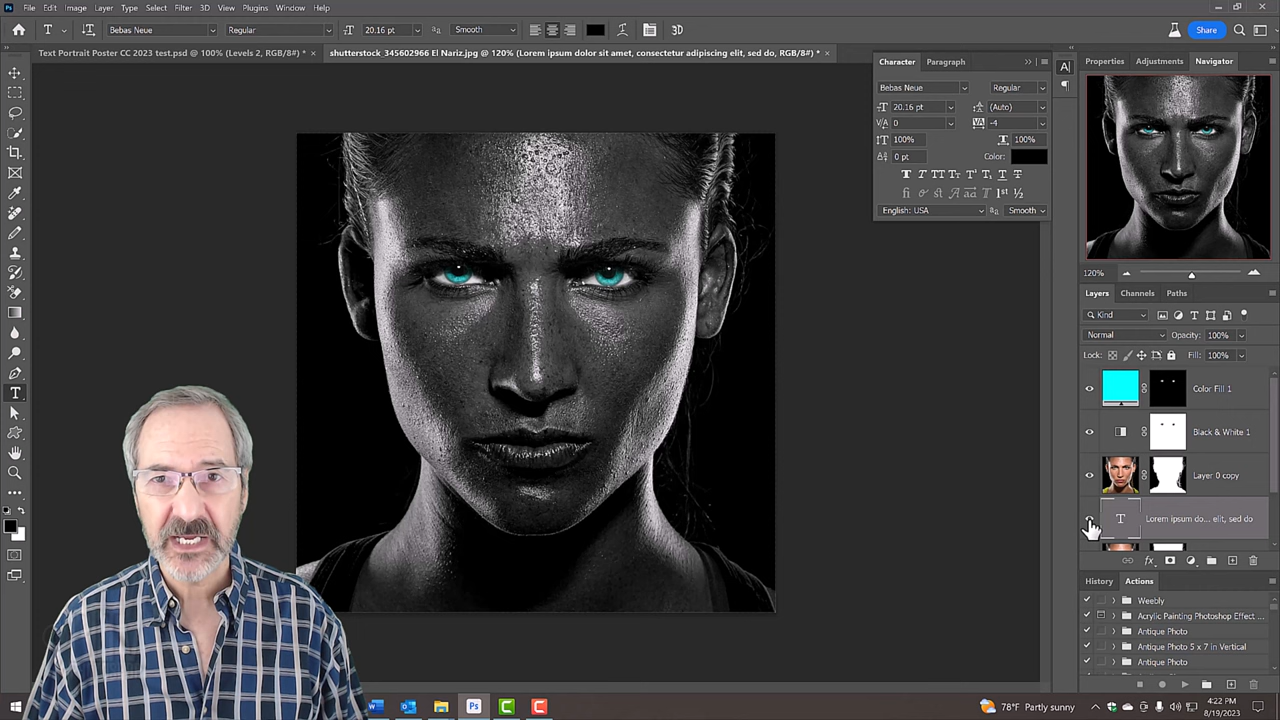 File Edit Image Layer Type Select Filter 3D View Plugins Window Help
Bebas Neue Regular 20.16 pt Smooth 3D Share
Text Portrait Poster CC 2023 test.psd @ 100% (Levels 2, RGB/8#) * ×
shutterstock_345602966 El Nariz.jpg @ 120% (Lorem ipsum dolor sit amet, consectetur adipiscing elit, sed do, RGB/8#) * ×
Character Paragraph
Bebas Neue Regular
20.16 pt (Auto)
0 -4
100% 100%
0 pt Color:
English: USA Smooth
Properties Adjustments Navigator
120%
Layers Channels Paths
Kind
Normal Opacity: 100%
Lock: Fill: 100%
Color Fill 1
Black & White 1
Layer 0 copy
Lorem ipsum do... elit, sed do
History Actions
Weebly
Acrylic Painting Photoshop Effect ...
Antique Photo
Antique Photo 5 x 7 in Vertical
Antique Photo
78°F Partly sunny
4:22 PM
8/19/2023